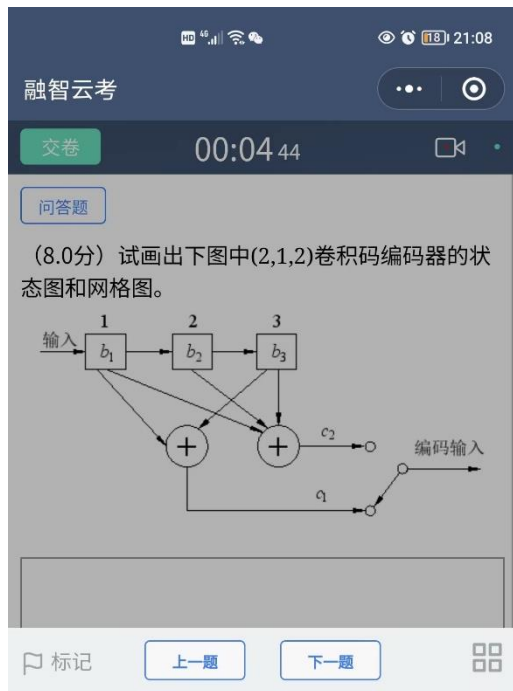 HD 46 18 21:08
融智云考
交卷 00:04 44
问答题
（8.0分）试画出下图中(2,1,2)卷积码编码器的状
态图和网格图。
1 2 3
输入 b₁ b₂ b₃
+ + c₂ 编码输入
c₁
标记 上一题 下一题